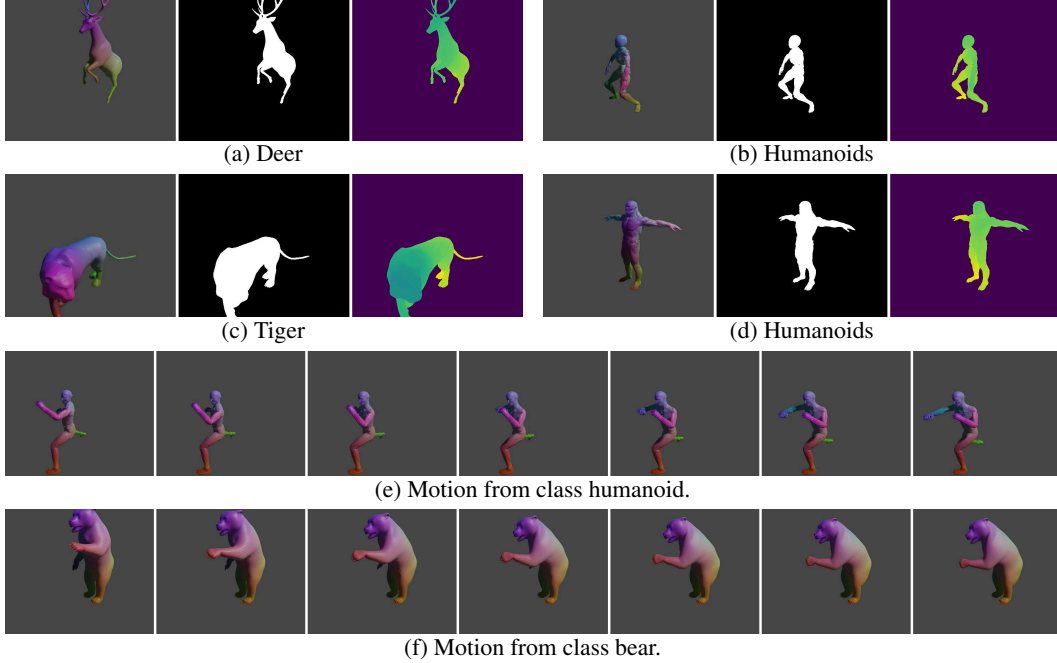 (a) Deer
(b) Humanoids
(c) Tiger
(d) Humanoids
(e) Motion from class humanoid.
(f) Motion from class bear.